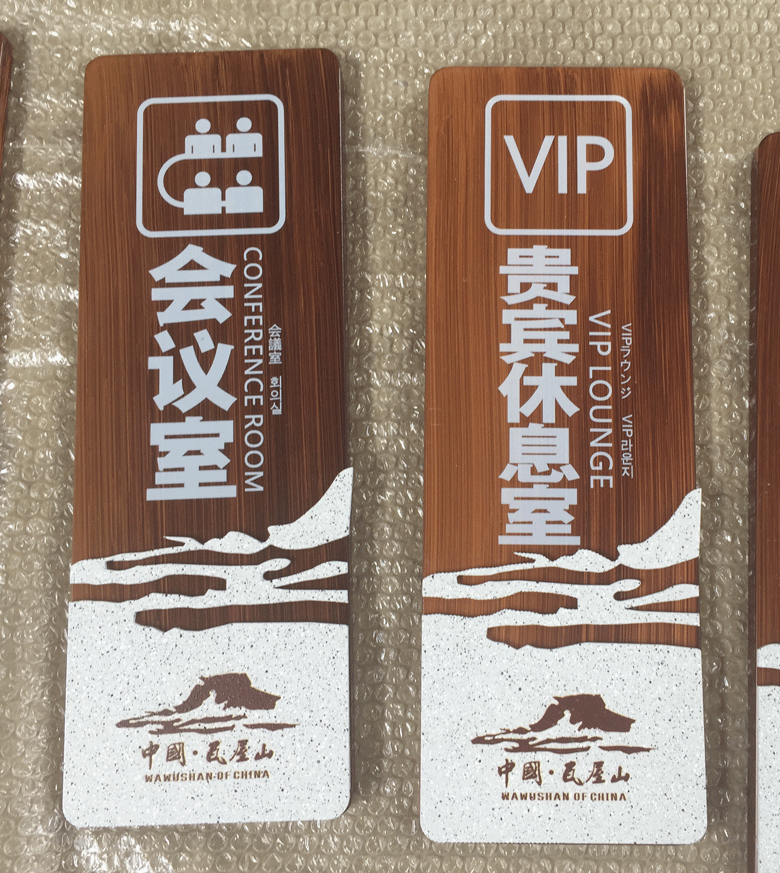 会议室
CONFERENCE ROOM
会議室 회의실
中國·瓦屋山
WAWUSHAN·OF CHINA
VIP
贵宾休息室
VIP LOUNGE
VIPラウンジ VIP라운지
中國·瓦屋山
WAWUSHAN OF CHINA